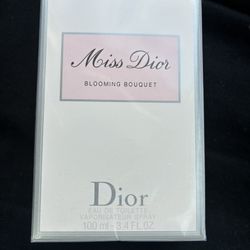 Miss Dior
BLOOMING BOUQUET
Dior
EAU DE TOILETTE
VAPORISATEUR SPRAY
100 ml - 3.4 FL.OZ